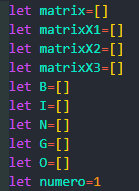 let matrix=[]
let matrixX1=[]
let matrixX2=[]
let matrixX3=[]
let B=[]
let I=[]
let N=[]
let G=[]
let O=[]
let numero=1